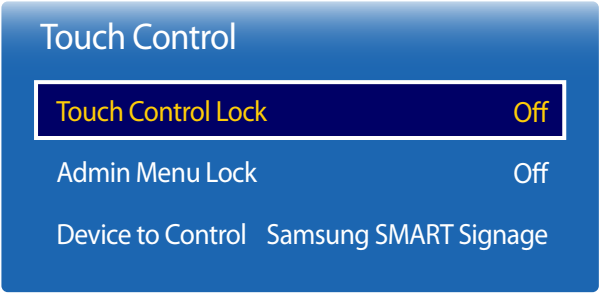 Touch Control
Touch Control Lock Off
Admin Menu Lock Off
Device to Control Samsung SMART Signage